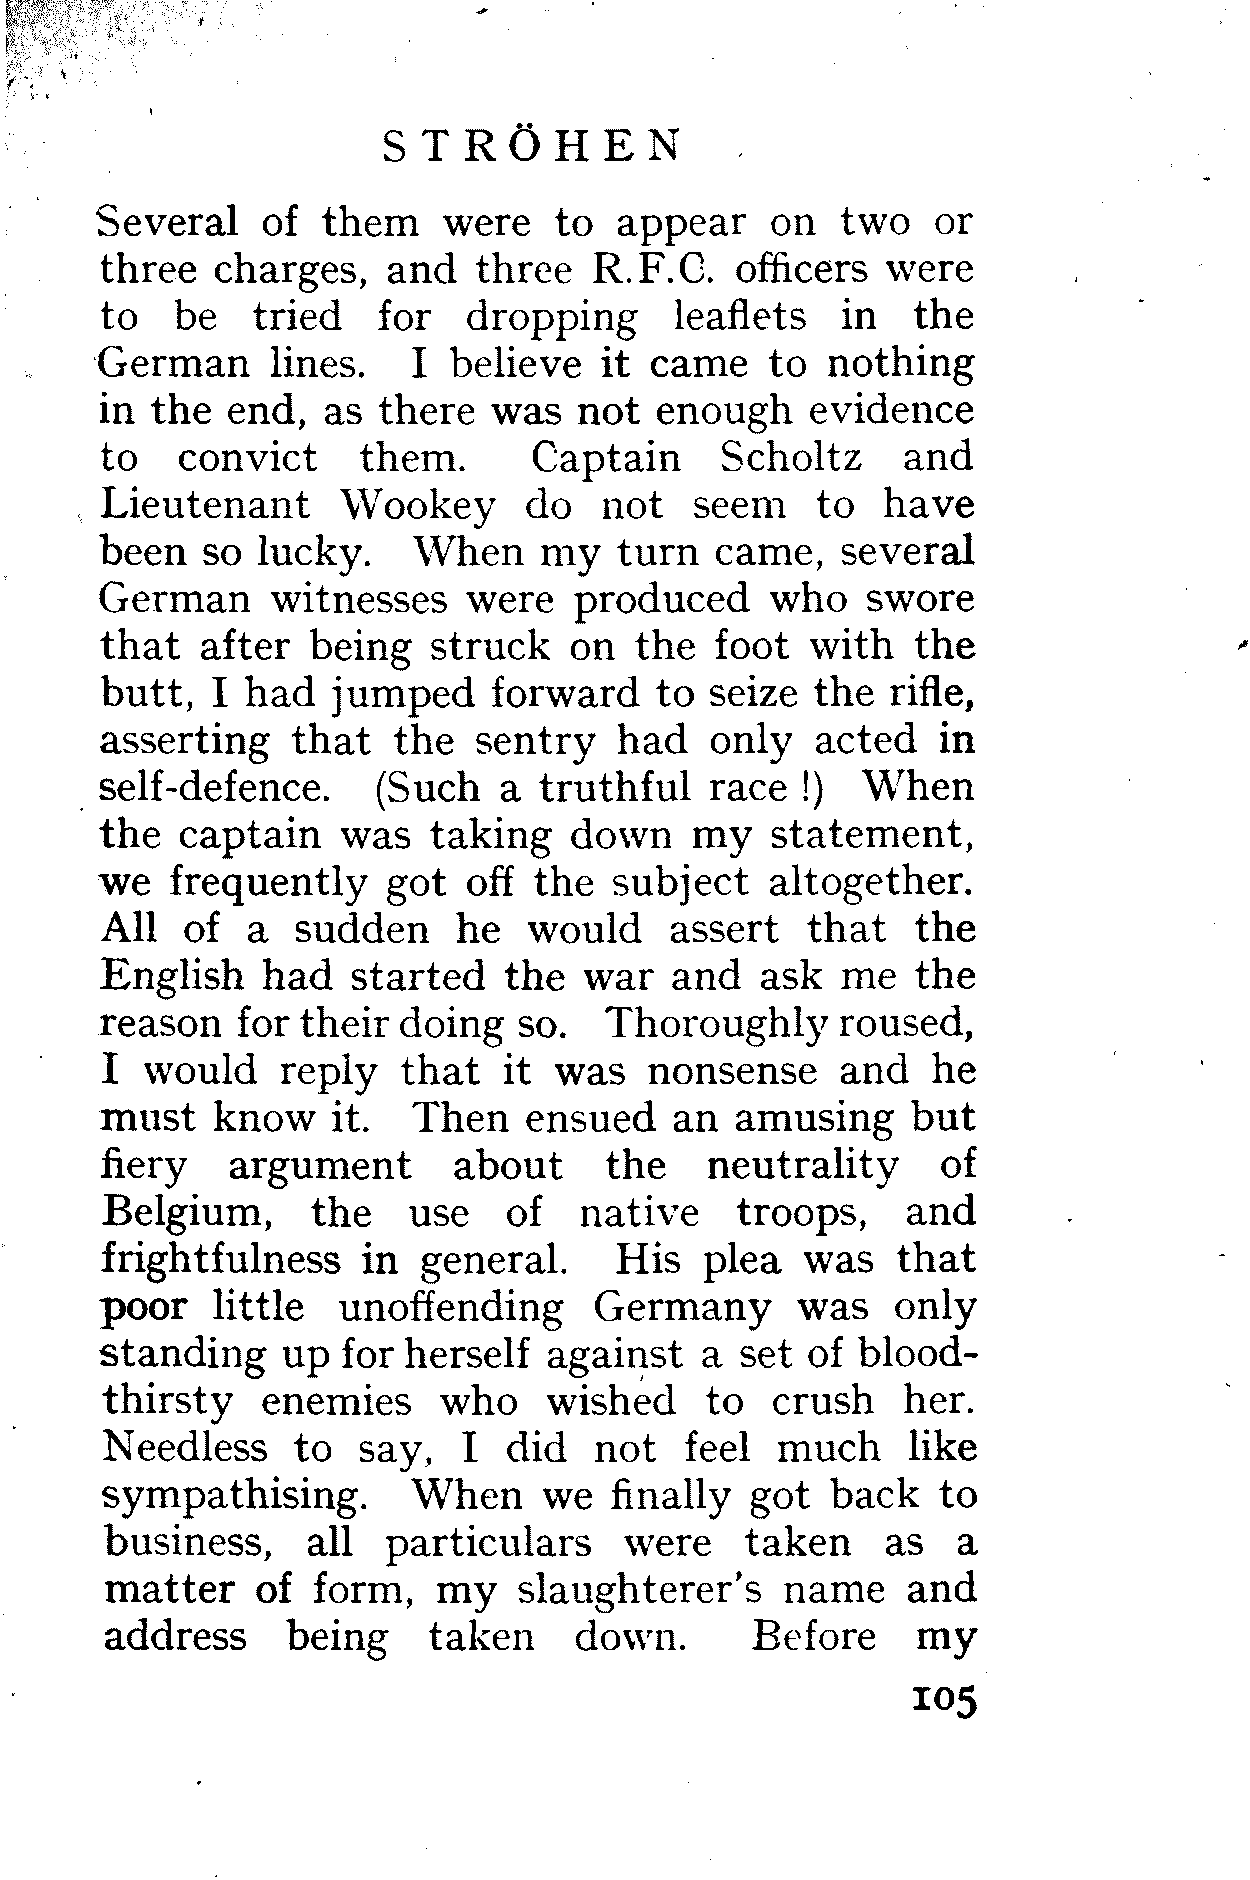 STRÖHEN
Several of them were to appear on two or
three charges, and three R.F.C. officers were
to be tried for dropping leaflets in the
German lines. I believe it came to nothing
in the end, as there was not enough evidence
to convict them. Captain Scholtz and
Lieutenant Wookey do not seem to have
been so lucky. When my turn came, several
German witnesses were produced who swore
that after being struck on the foot with the
butt, I had jumped forward to seize the rifle,
asserting that the sentry had only acted in
self-defence. (Such a truthful race !) When
the captain was taking down my statement,
we frequently got off the subject altogether.
All of a sudden he would assert that the
English had started the war and ask me the
reason for their doing so. Thoroughly roused,
I would reply that it was nonsense and he
must know it. Then ensued an amusing but
fiery argument about the neutrality of
Belgium, the use of native troops, and
frightfulness in general. His plea was that
poor little unoffending Germany was only
standing up for herself against a set of blood-
thirsty enemies who wished to crush her.
Needless to say, I did not feel much like
sympathising. When we finally got back to
business, all particulars were taken as a
matter of form, my slaughterer's name and
address being taken down. Before my
105